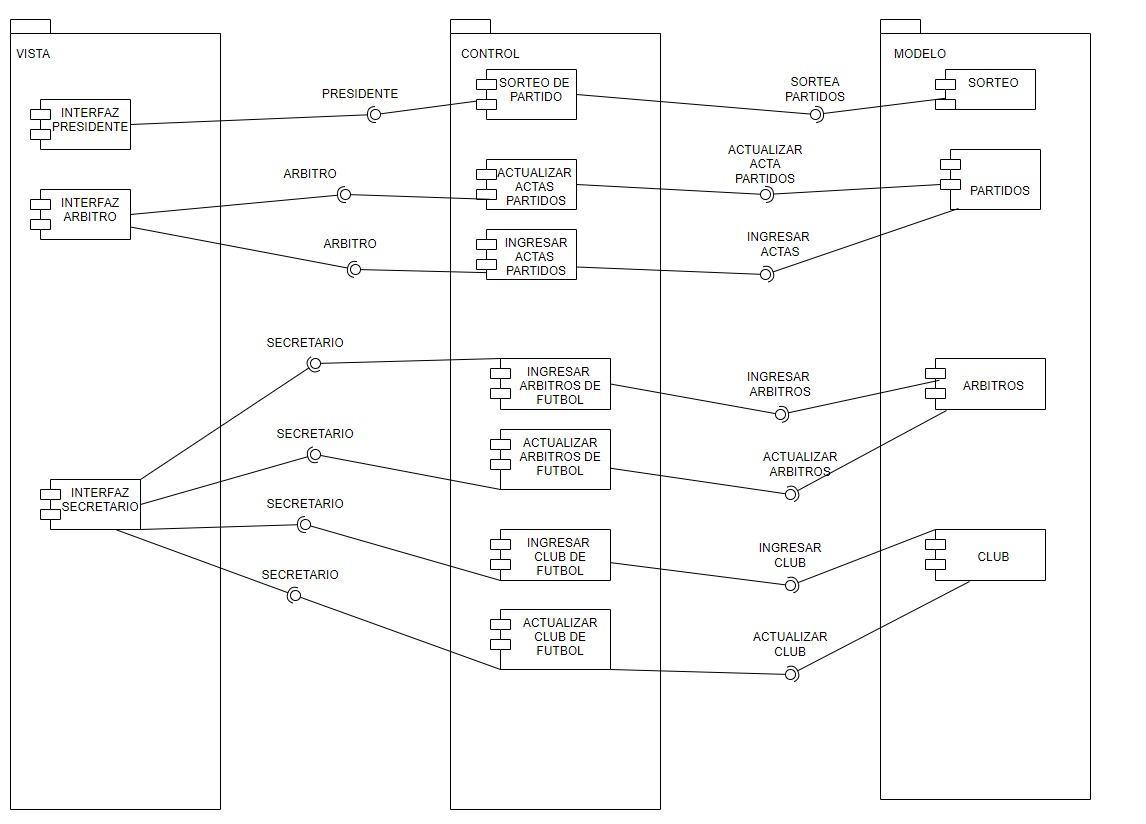 VISTA
CONTROL
MODELO
INTERFAZ
PRESIDENTE
PRESIDENTE
SORTEO DE
PARTIDO
SORTEA
PARTIDOS
SORTEO
INTERFAZ
ARBITRO
ARBITRO
ACTUALIZAR
ACTAS
PARTIDOS
ACTUALIZAR
ACTA
PARTIDOS
PARTIDOS
ARBITRO
INGRESAR
ACTAS
PARTIDOS
INGRESAR
ACTAS
SECRETARIO
INGRESAR
ARBITROS DE
FUTBOL
INGRESAR
ARBITROS
ARBITROS
SECRETARIO
ACTUALIZAR
ARBITROS DE
FUTBOL
ACTUALIZAR
ARBITROS
INTERFAZ
SECRETARIO
SECRETARIO
INGRESAR
CLUB DE
FUTBOL
INGRESAR
CLUB
CLUB
SECRETARIO
ACTUALIZAR
CLUB DE
FUTBOL
ACTUALIZAR
CLUB